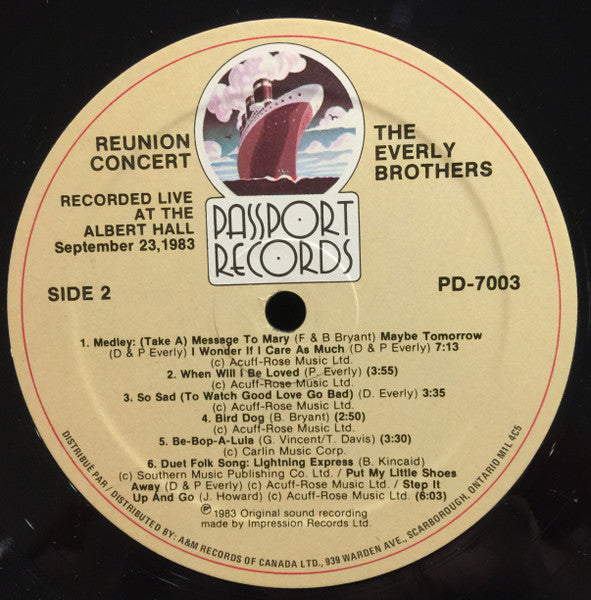 REUNION
CONCERT
RECORDED LIVE
AT THE
ALBERT HALL
September 23,1983
THE
EVERLY
BROTHERS
PASSPORT
RECORDS
SIDE 2
PD-7003
1. Medley: (Take A) Message To Mary (F & B Bryant) Maybe Tomorrow
(D & P Everly) I Wonder If I Care As Much (D & P Everly) 7:13
(c) Acuff-Rose Music Ltd.
2. When Will I Be Loved (P. Everly) (3:55)
(c) Acuff-Rose Music Ltd.
3. So Sad (To Watch Good Love Go Bad) (D. Everly) 3:35
(c) Acuff-Rose Music Ltd.
4. Bird Dog (B. Bryant) (2:50)
(c) Acuff-Rose Music Ltd.
5. Be-Bop-A-Lula (G. Vincent/T. Davis) (3:30)
(c) Carlin Music Corp.
6. Duet Folk Song: Lightning Express (B. Kincaid)
(c) Southern Music Publishing Co. Ltd. / Put My Little Shoes
Away (D & P Everly) (c) Acuff-Rose Music Ltd. / Step It
Up And Go (J. Howard) (c) Acuff-Rose Music Ltd. (6:03)
℗ 1983 Original sound recording
made by Impression Records Ltd.
DISTRIBUÉ PAR / DISTRIBUTED BY: A&M RECORDS OF CANADA LTD., 939 WARDEN AVE., SCARBOROUGH, ONTARIO M1L 4C5